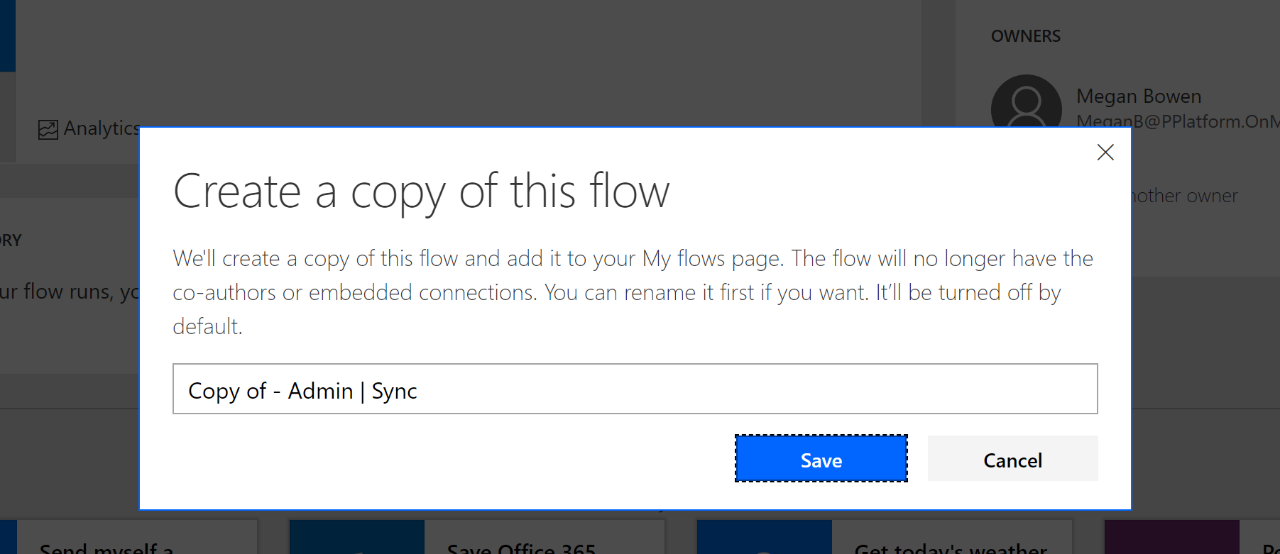 OWNERS
Megan Bowen
MeganB@PPlatform.OnM
Analytics
another owner
Create a copy of this flow
We'll create a copy of this flow and add it to your My flows page. The flow will no longer have the
co-authors or embedded connections. You can rename it first if you want. It’ll be turned off by
default.
ORY
ur flow runs, yo
Copy of - Admin | Sync
Save
Cancel
Send myself a
Save Office 365
Get today's weather